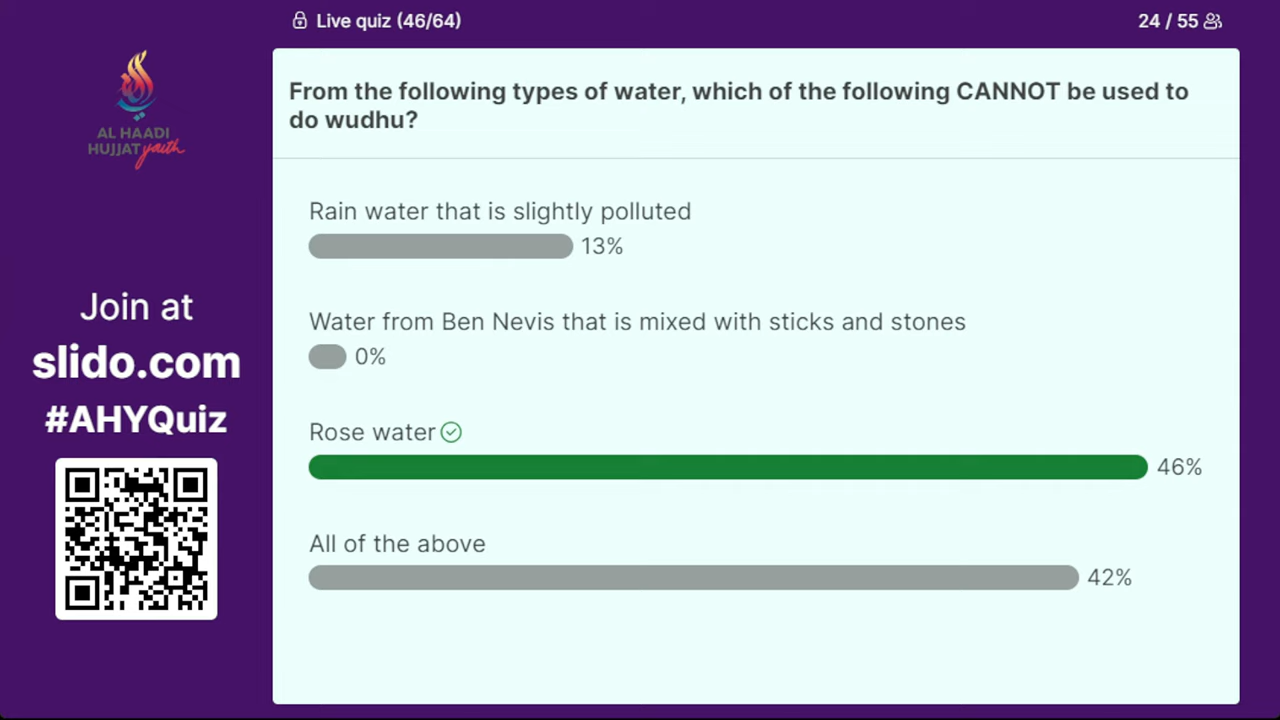 Live quiz (46/64)
24 / 55
AL HAADI
HUJJAT youth
From the following types of water, which of the following CANNOT be used to
do wudhu?
Rain water that is slightly polluted
13%
Water from Ben Nevis that is mixed with sticks and stones
0%
Join at
slido.com
#AHYQuiz
Rose water
46%
All of the above
42%